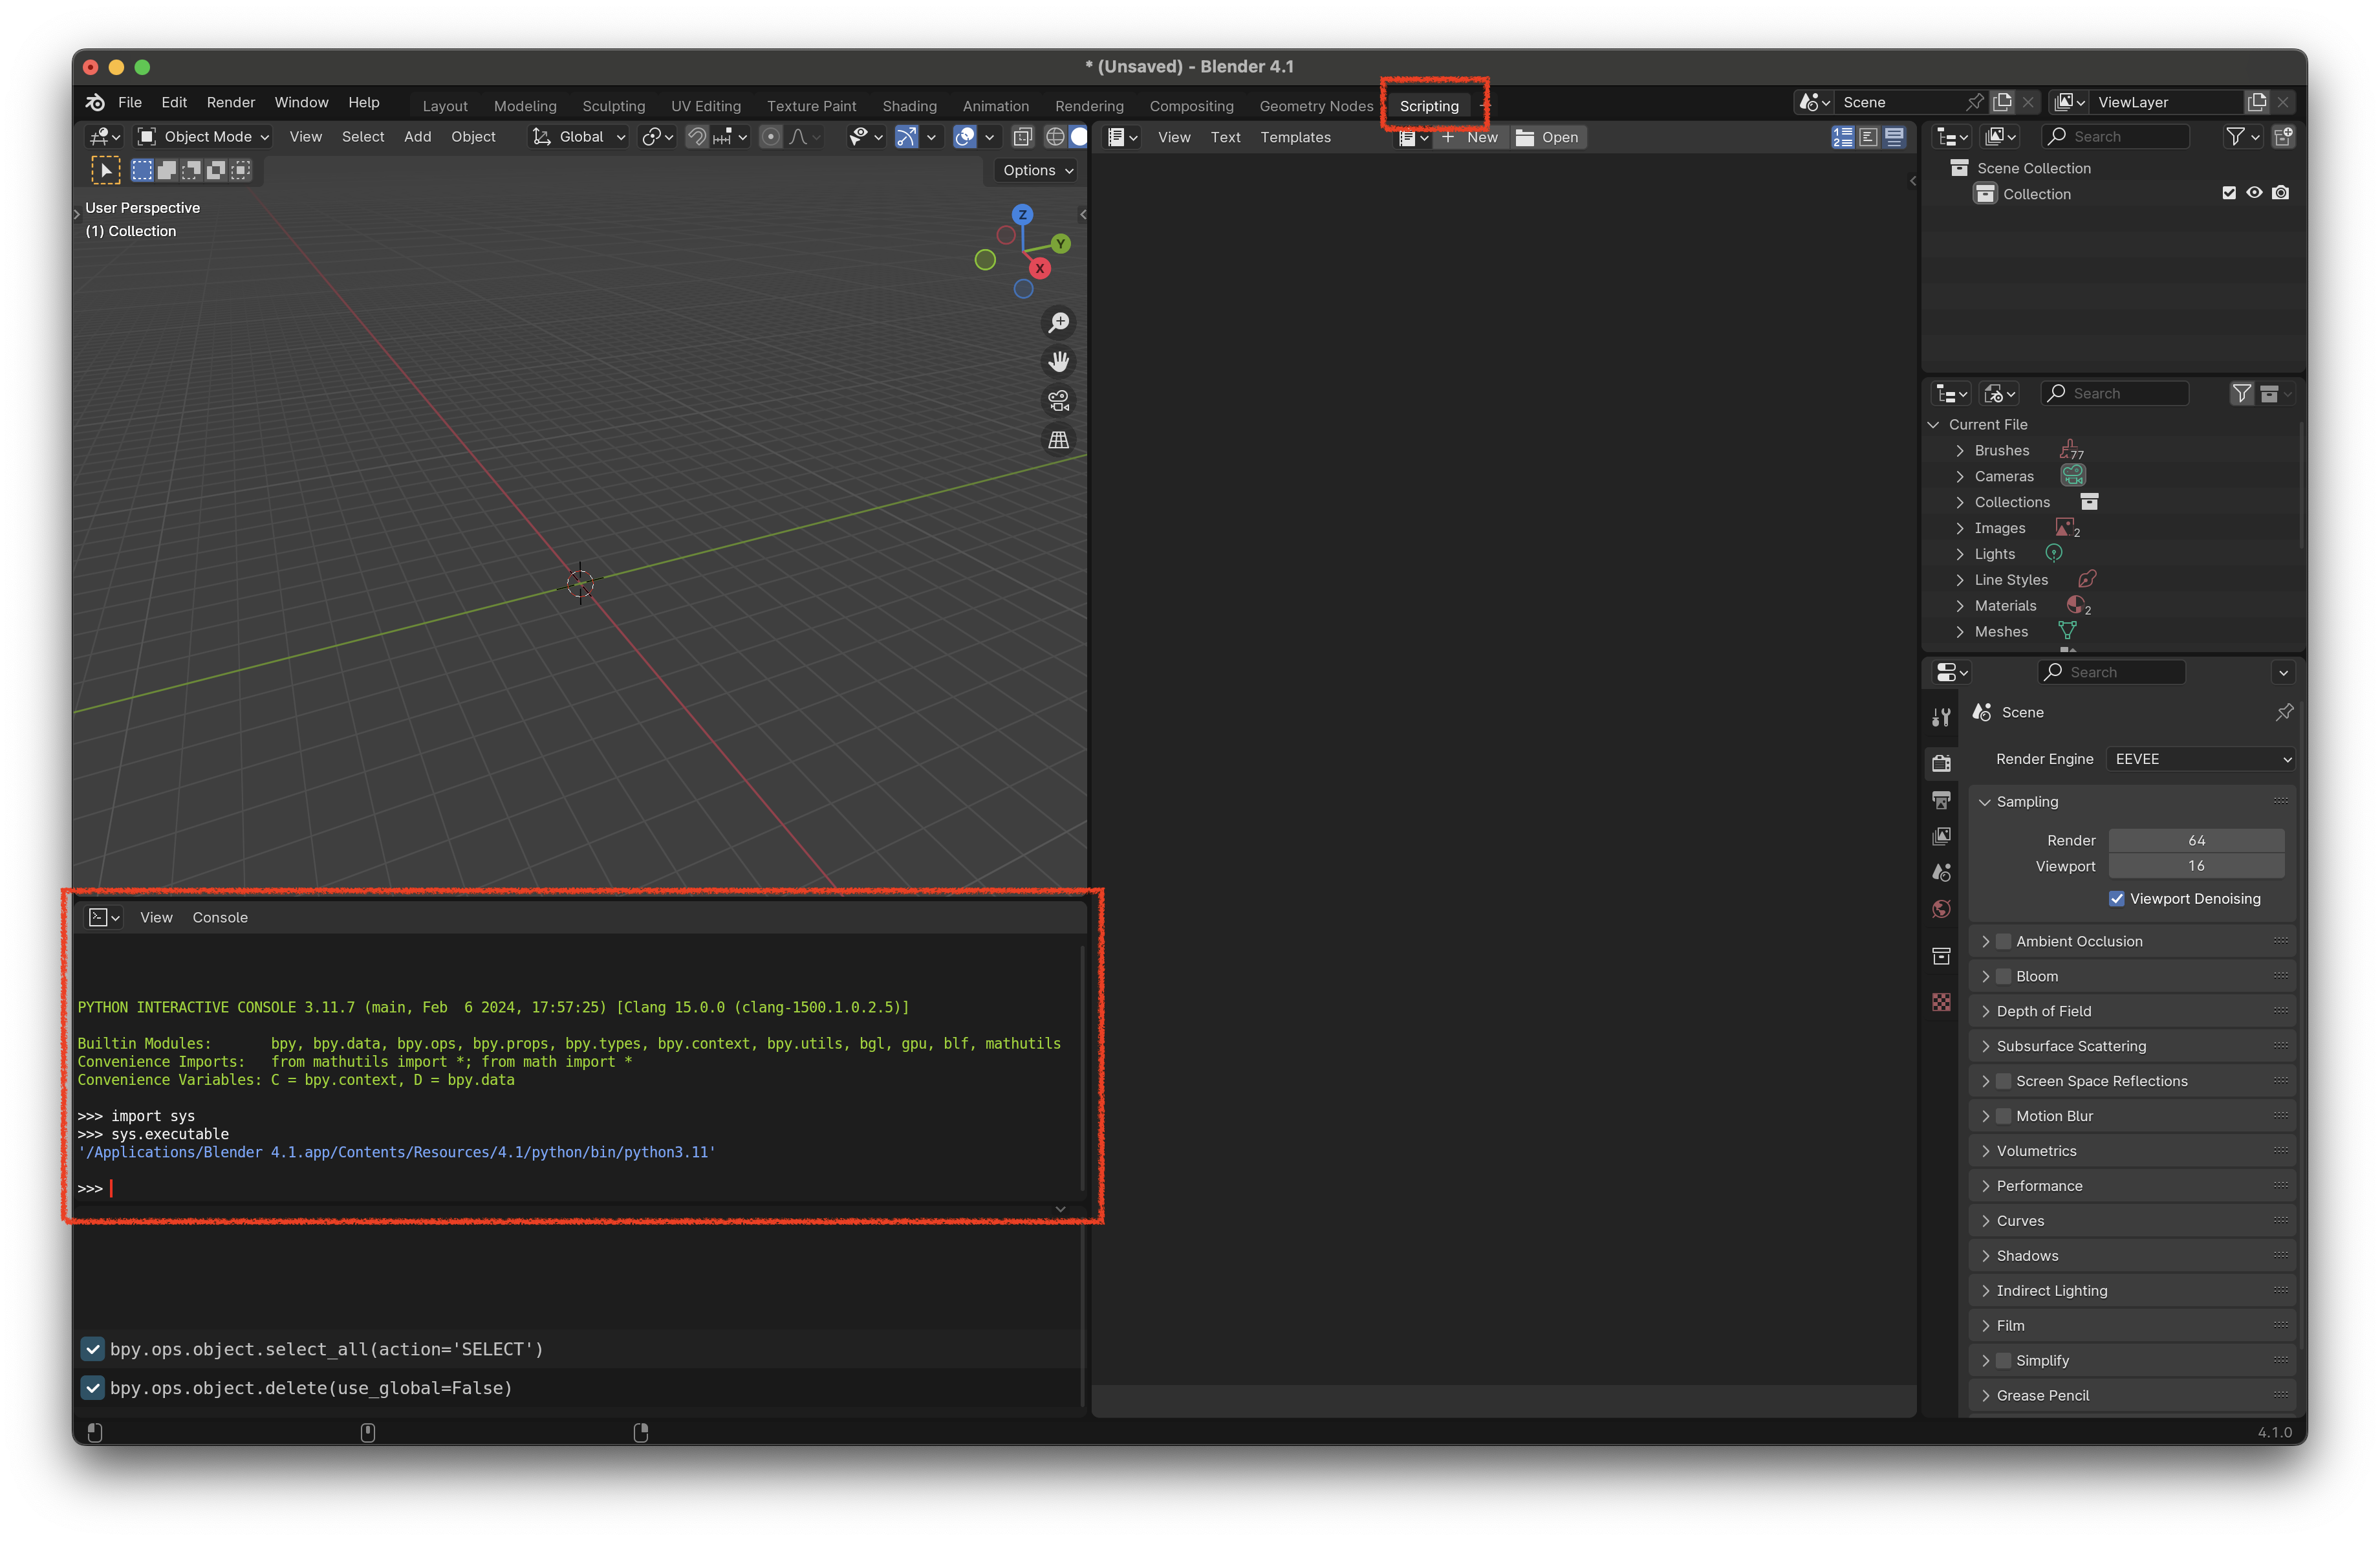 * (Unsaved) - Blender 4.1
File Edit Render Window Help Layout Modeling Sculpting UV Editing Texture Paint Shading Animation Rendering Compositing Geometry Nodes Scripting + Scene ViewLayer
Object Mode View Select Add Object Global
View Text Templates + New Open
Search
Options
User Perspective
(1) Collection
Z
Y
X
Scene Collection
Collection
Search
Current File
Brushes 77
Cameras
Collections
Images 2
Lights
Line Styles
Materials 2
Meshes
Search
Scene
Render Engine EEVEE
Sampling
Render 64
Viewport 16
Viewport Denoising
Ambient Occlusion
Bloom
Depth of Field
Subsurface Scattering
Screen Space Reflections
Motion Blur
Volumetrics
Performance
Curves
Shadows
Indirect Lighting
Film
Simplify
Grease Pencil
View Console
PYTHON INTERACTIVE CONSOLE 3.11.7 (main, Feb  6 2024, 17:57:25) [Clang 15.0.0 (clang-1500.1.0.2.5)]
Builtin Modules:       bpy, bpy.data, bpy.ops, bpy.props, bpy.types, bpy.context, bpy.utils, bgl, gpu, blf, mathutils
Convenience Imports:   from mathutils import *; from math import *
Convenience Variables: C = bpy.context, D = bpy.data
>>> import sys
>>> sys.executable
'/Applications/Blender 4.1.app/Contents/Resources/4.1/python/bin/python3.11'
>>>
bpy.ops.object.select_all(action='SELECT')
bpy.ops.object.delete(use_global=False)
4.1.0